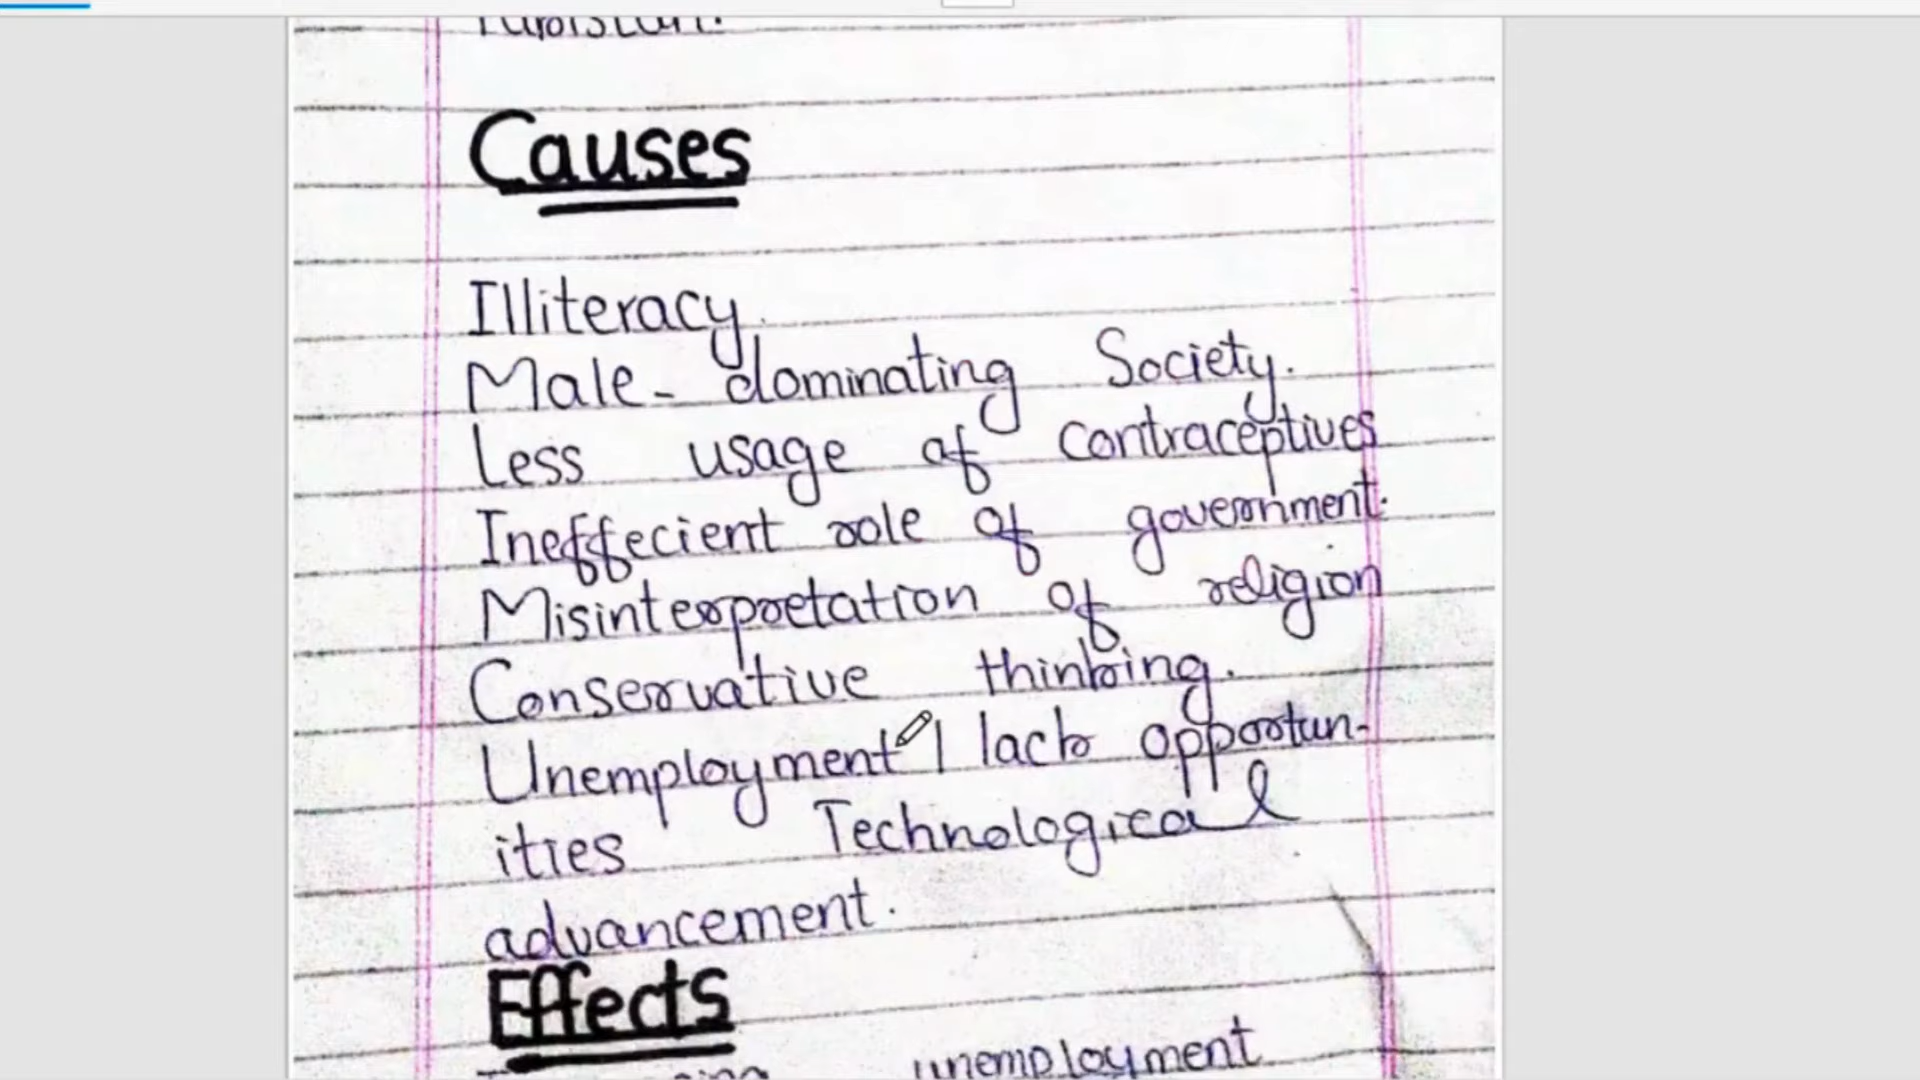 Causes
Illiteracy.
Male- dominating Society.
Less usage of contraceptives
Ineffecient role of government.
Misinterpretation of religion
Conservative thinking.
Unemployment | lack opportun-
ities Technological
advancement.
Effects
unemployment